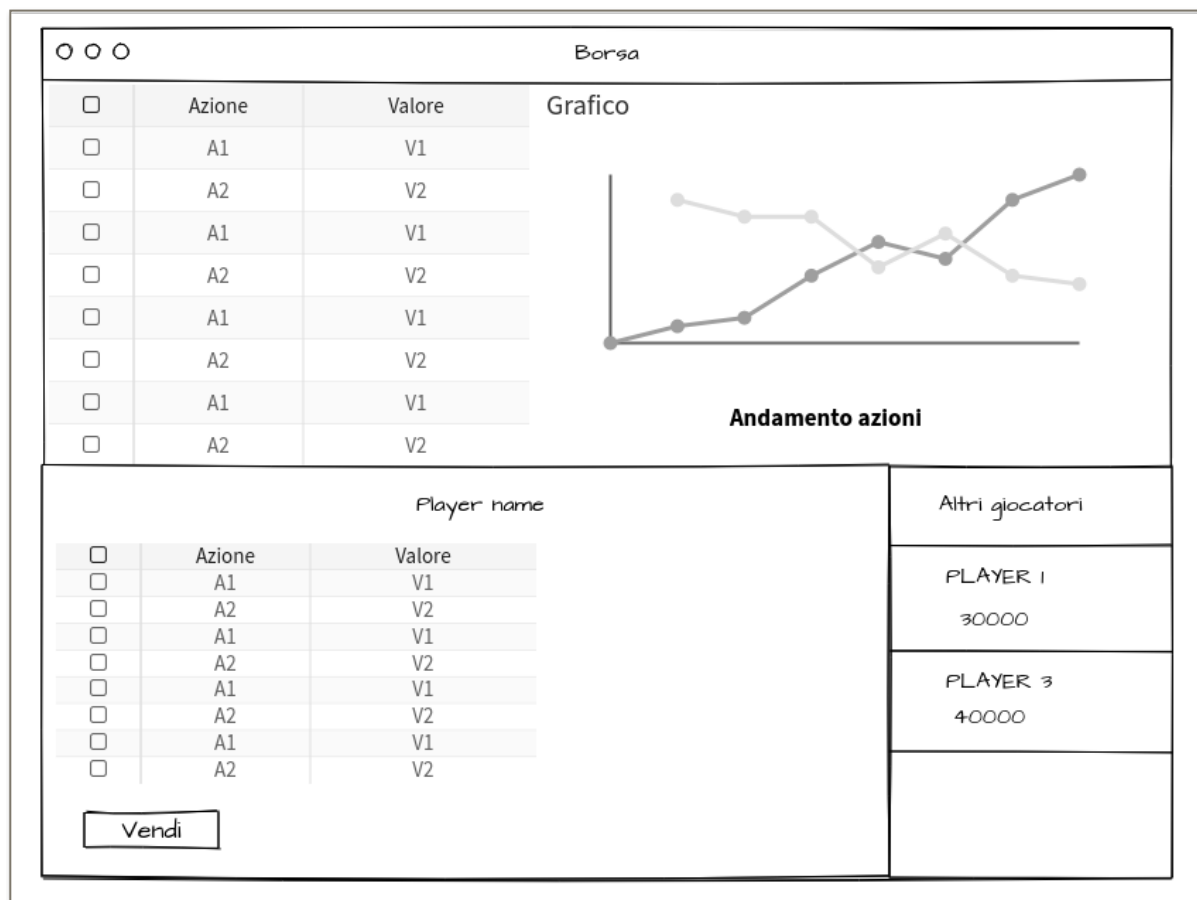 Borsa
Azione Valore
A1 V1
A2 V2
A1 V1
A2 V2
A1 V1
A2 V2
A1 V1
A2 V2
Grafico
Andamento azioni
Player name
Azione Valore
A1 V1
A2 V2
A1 V1
A2 V2
A1 V1
A2 V2
A1 V1
A2 V2
Vendi
Altri giocatori
PLAYER 1
30000
PLAYER 3
40000